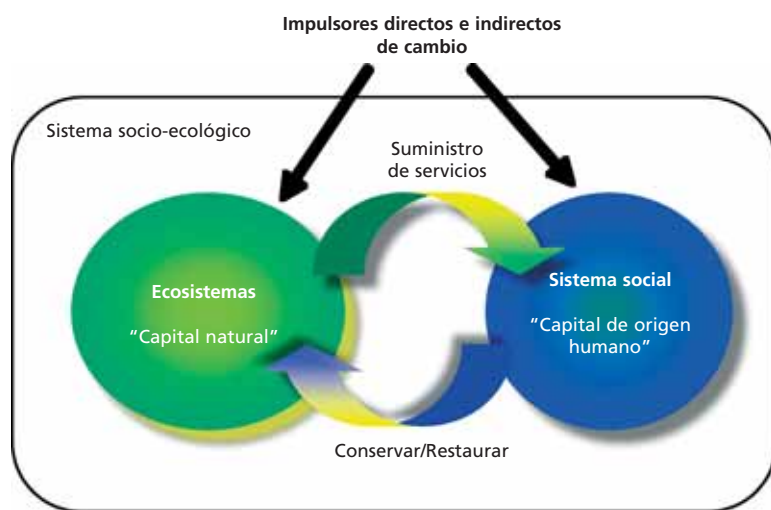 Impulsores directos e indirectos
de cambio
Sistema socio-ecológico
Suministro
de servicios
Ecosistemas
“Capital natural”
Sistema social
“Capital de origen
humano”
Conservar/Restaurar